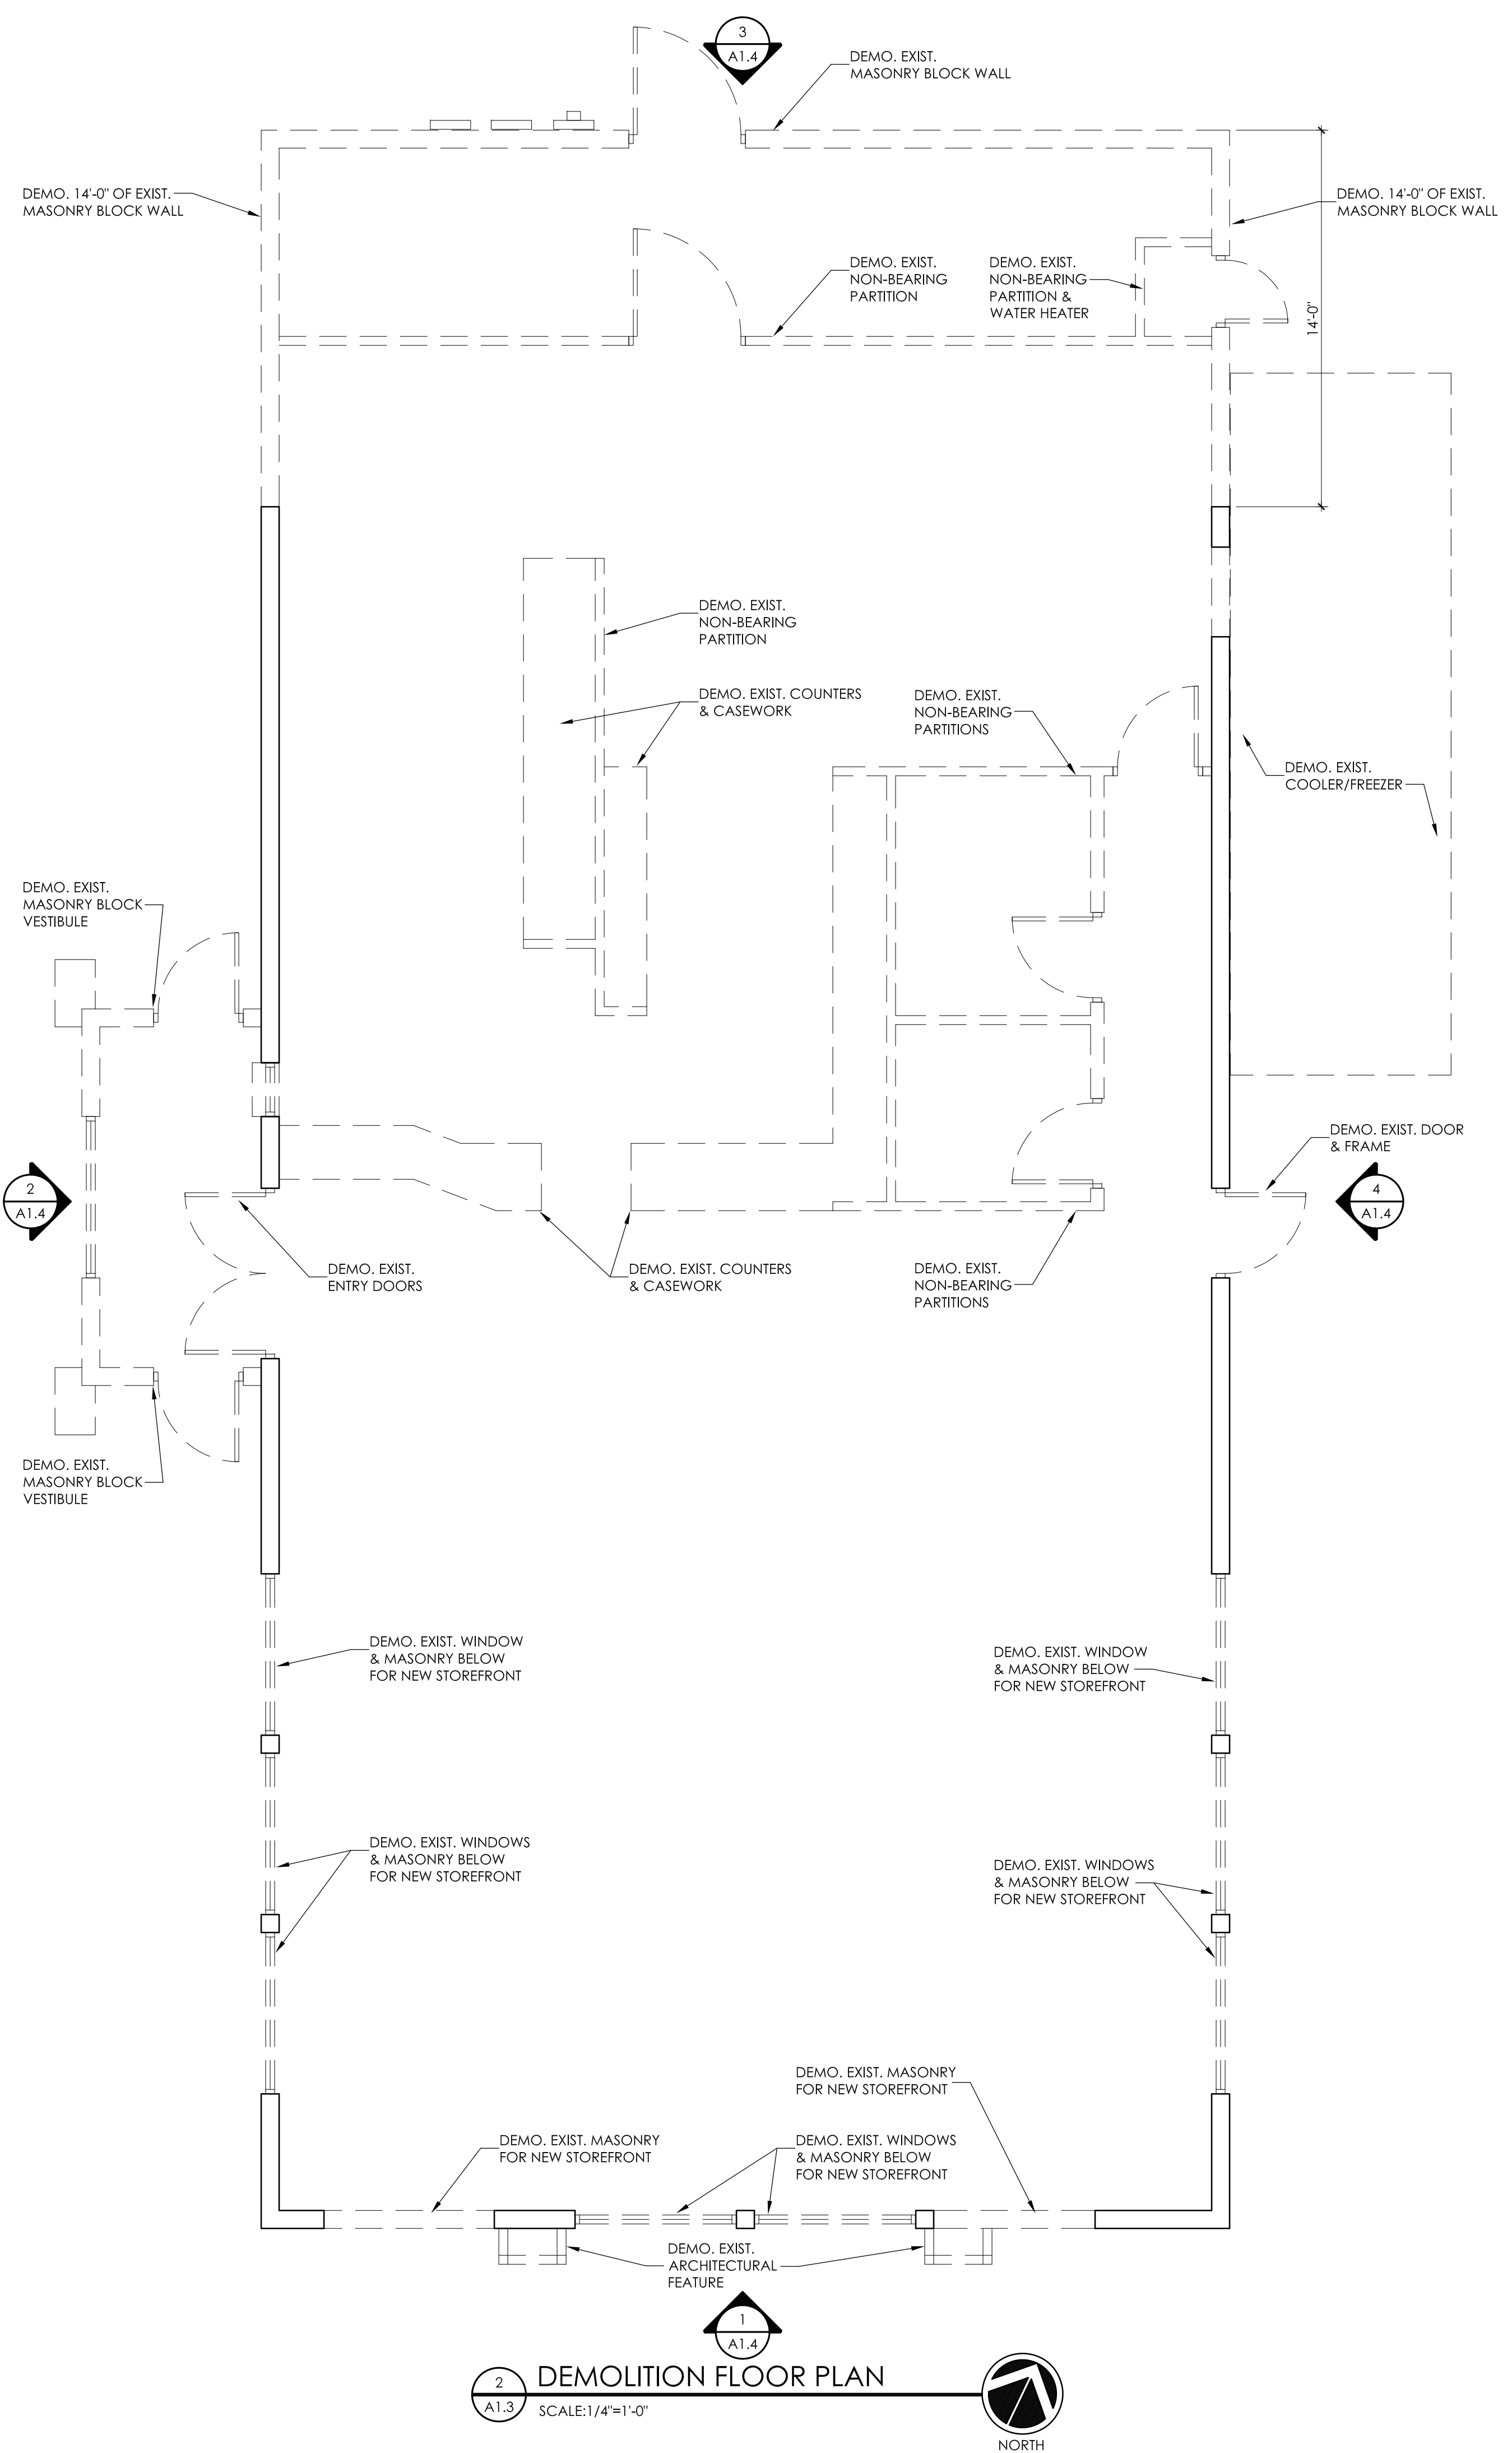 3
A1.4
DEMO. EXIST.
MASONRY BLOCK WALL
DEMO. 14'-0" OF EXIST.
MASONRY BLOCK WALL
DEMO. 14'-0" OF EXIST.
MASONRY BLOCK WALL
DEMO. EXIST.
NON-BEARING
PARTITION
DEMO. EXIST.
NON-BEARING
PARTITION &
WATER HEATER
14'-0"
DEMO. EXIST.
NON-BEARING
PARTITION
DEMO. EXIST. COUNTERS
& CASEWORK
DEMO. EXIST.
NON-BEARING
PARTITIONS
DEMO. EXIST.
COOLER/FREEZER
DEMO. EXIST.
MASONRY BLOCK
VESTIBULE
DEMO. EXIST. DOOR
& FRAME
2
A1.4
4
A1.4
DEMO. EXIST.
ENTRY DOORS
DEMO. EXIST. COUNTERS
& CASEWORK
DEMO. EXIST.
NON-BEARING
PARTITIONS
DEMO. EXIST.
MASONRY BLOCK
VESTIBULE
DEMO. EXIST. WINDOW
& MASONRY BELOW
FOR NEW STOREFRONT
DEMO. EXIST. WINDOW
& MASONRY BELOW
FOR NEW STOREFRONT
DEMO. EXIST. WINDOWS
& MASONRY BELOW
FOR NEW STOREFRONT
DEMO. EXIST. WINDOWS
& MASONRY BELOW
FOR NEW STOREFRONT
DEMO. EXIST. MASONRY
FOR NEW STOREFRONT
DEMO. EXIST. MASONRY
FOR NEW STOREFRONT
DEMO. EXIST. WINDOWS
& MASONRY BELOW
FOR NEW STOREFRONT
DEMO. EXIST.
ARCHITECTURAL
FEATURE
1
A1.4
2
A1.3
DEMOLITION FLOOR PLAN
SCALE:1/4"=1'-0"
NORTH